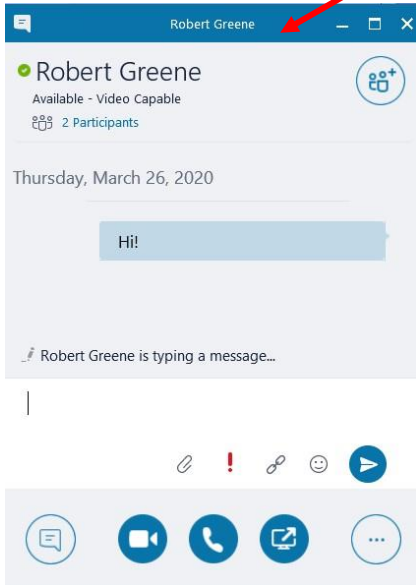 Robert Greene
Robert Greene
Available - Video Capable
2 Participants
Thursday, March 26, 2020
Hi!
Robert Greene is typing a message...